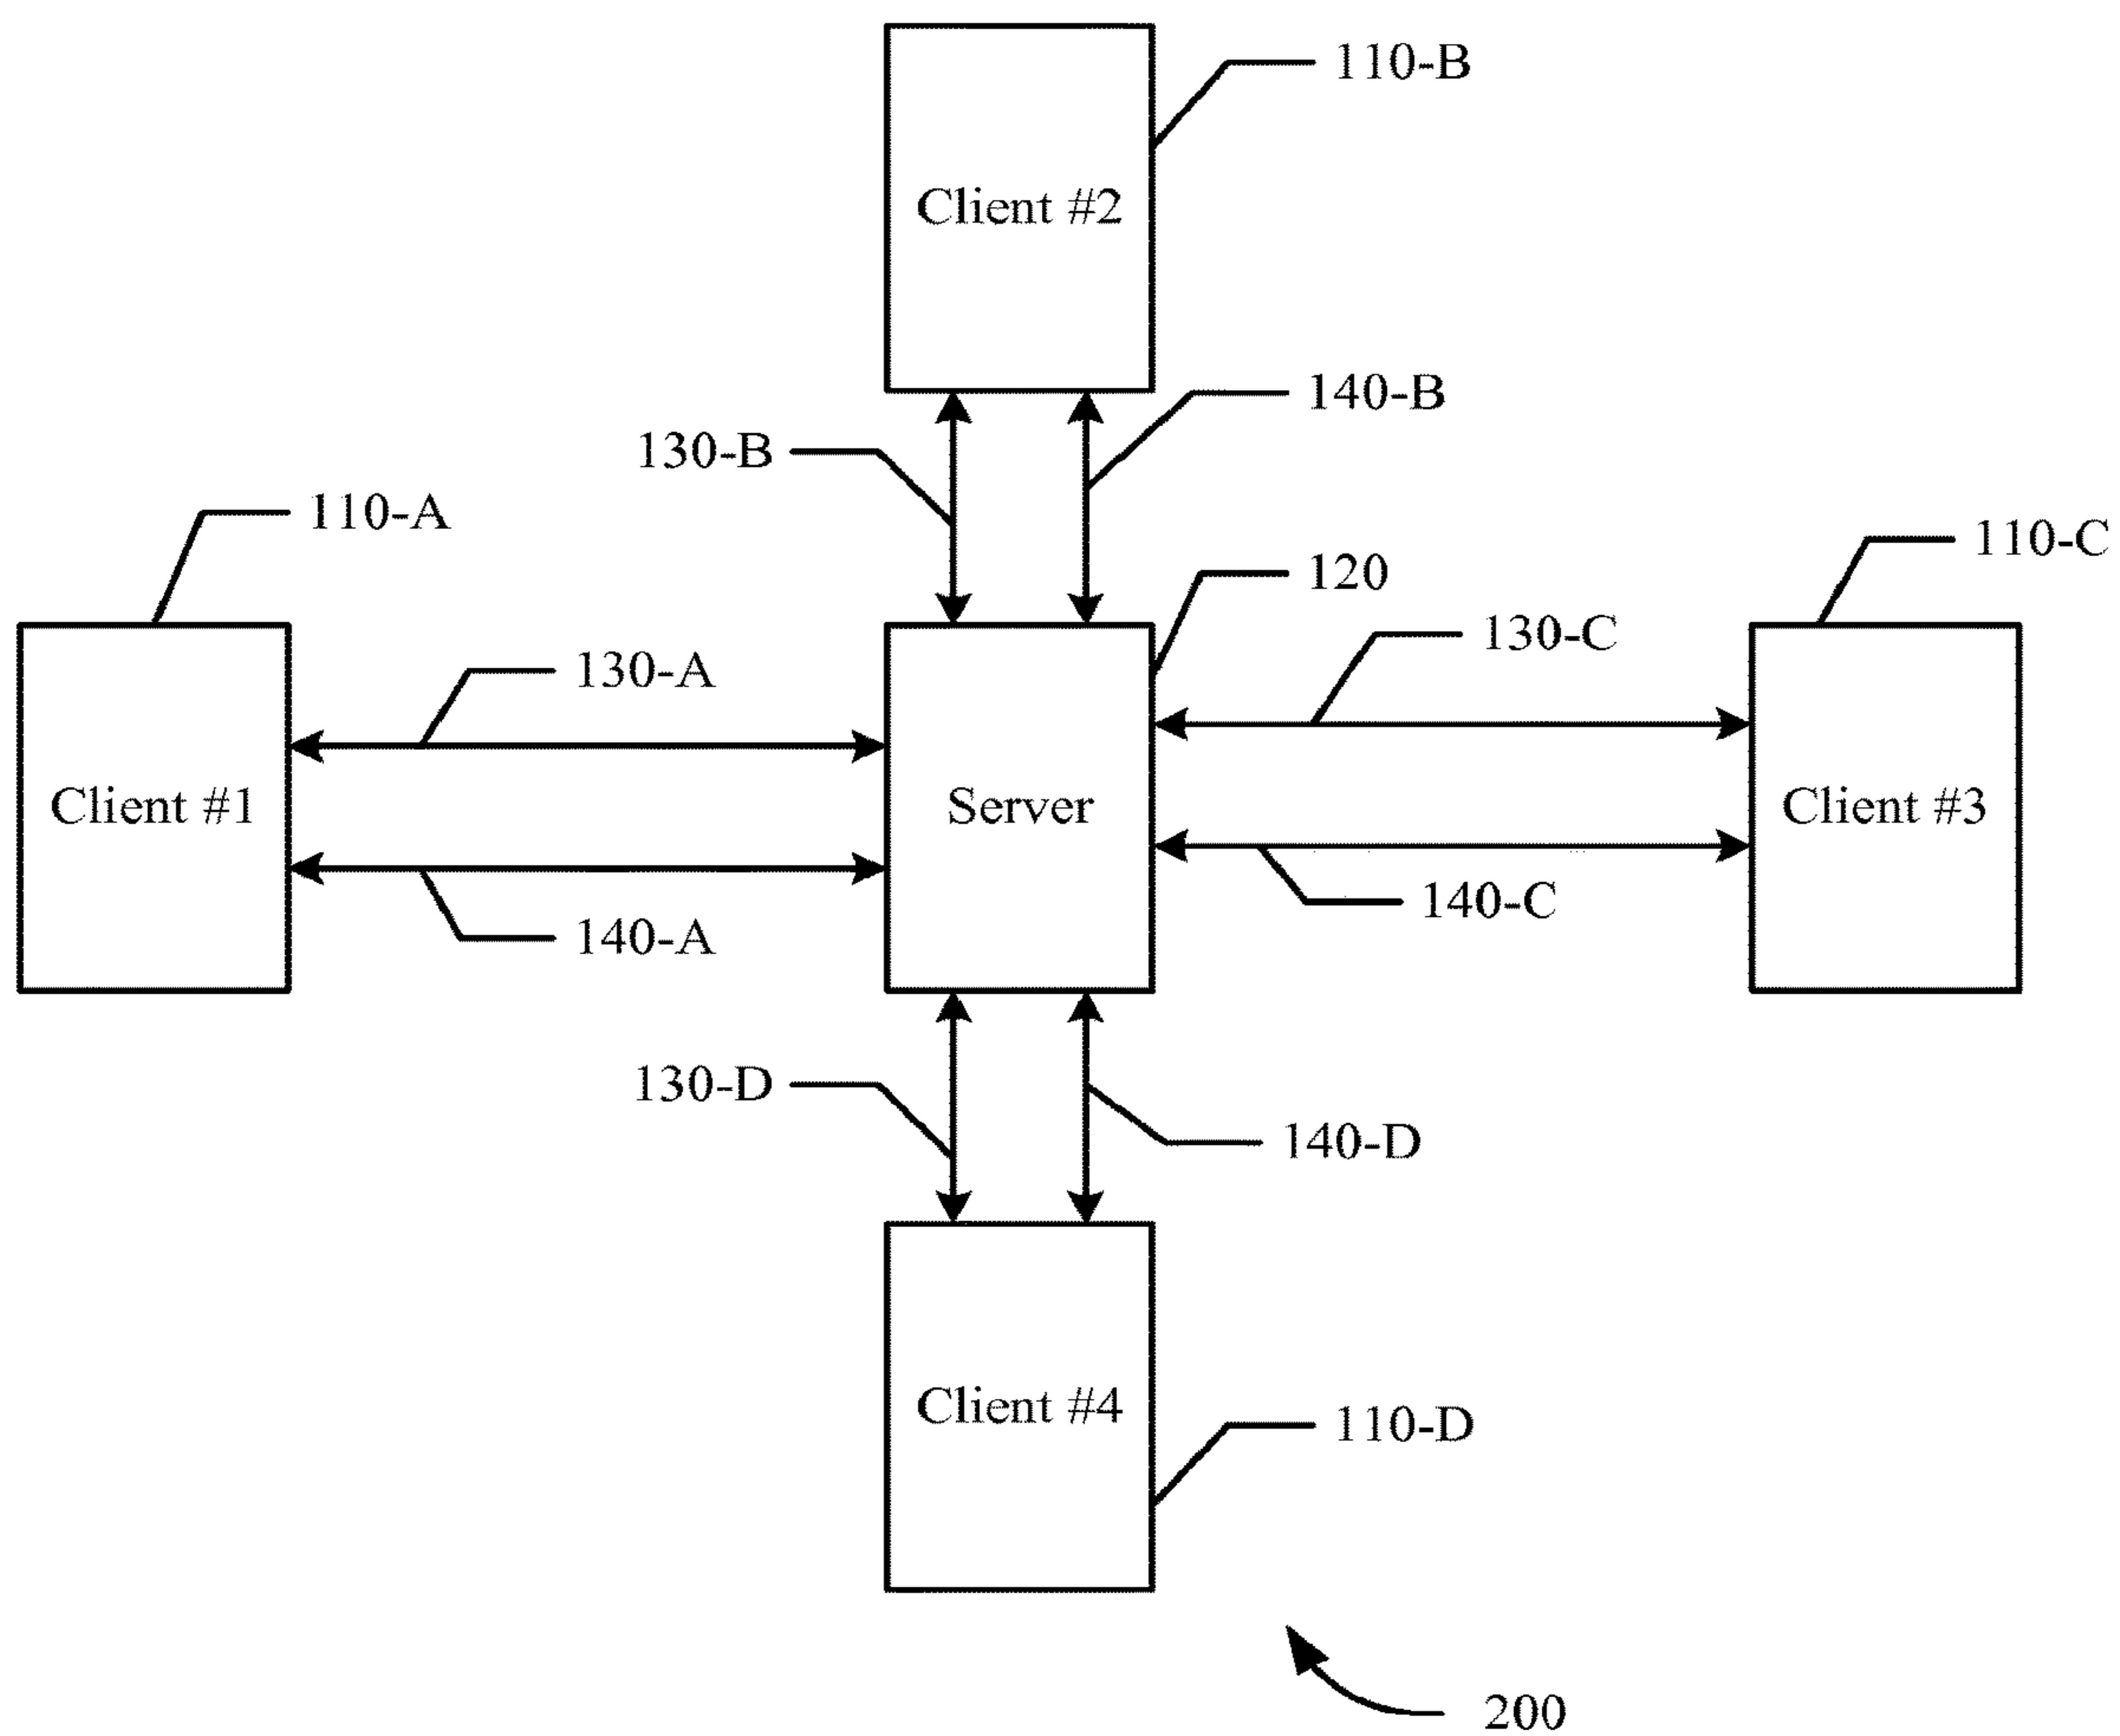 110-B
Client #2
140-B
130-B
110-A
110-C
120
130-C
130-A
Client #1
Server
Client #3
140-C
140-A
130-D
140-D
Client #4
110-D
200